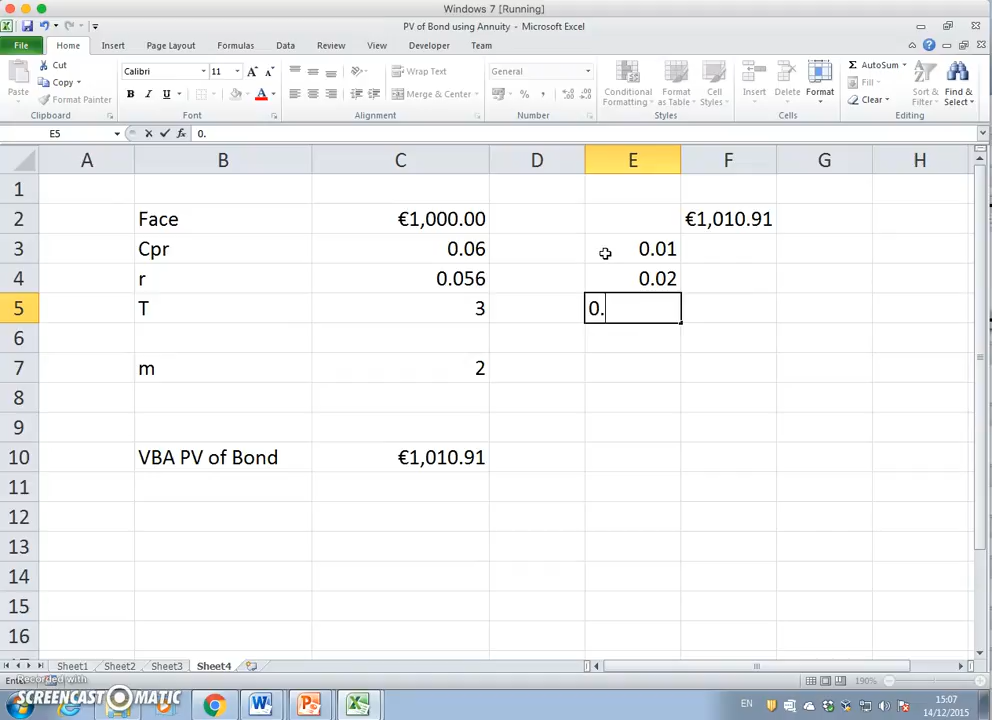 Windows 7 [Running]
PV of Bond using Annuity - Microsoft Excel
File Home Insert Page Layout Formulas Data Review View Developer Team
Cut
Copy
Format Painter
Paste
Clipboard
Calibri 11
A A
B I U A
Font
Wrap Text
Merge & Center
Alignment
General
% ,
Number
Conditional Formatting
Format as Table
Cell Styles
Styles
Insert
Delete
Format
Cells
AutoSum
Fill
Clear
Sort & Filter
Find & Select
Editing
E5 fx 0.
A B C D E F G H
1
2 Face €1,000.00 €1,010.91
3 Cpr 0.06 0.01
4 r 0.056 0.02
5 T 3 0.
6
7 m 2
8
9
10 VBA PV of Bond €1,010.91
11
12
13
14
15
16
Sheet1 Sheet2 Sheet3 Sheet4
Recorded with
190%
SCREENCAST MATIC
EN
15:07
14/12/2015